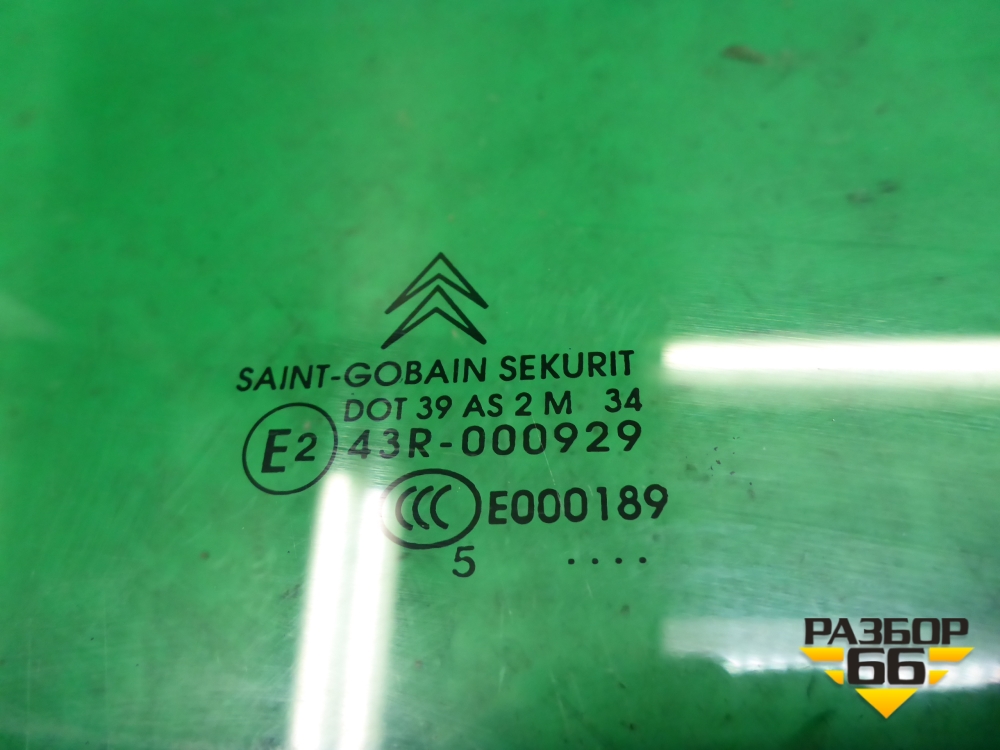 SAINT-GOBAIN SEKURIT
DOT 39 AS 2 M 34
E2 43R-000929
CCC E000189
5 ....
РАЗБОР
66